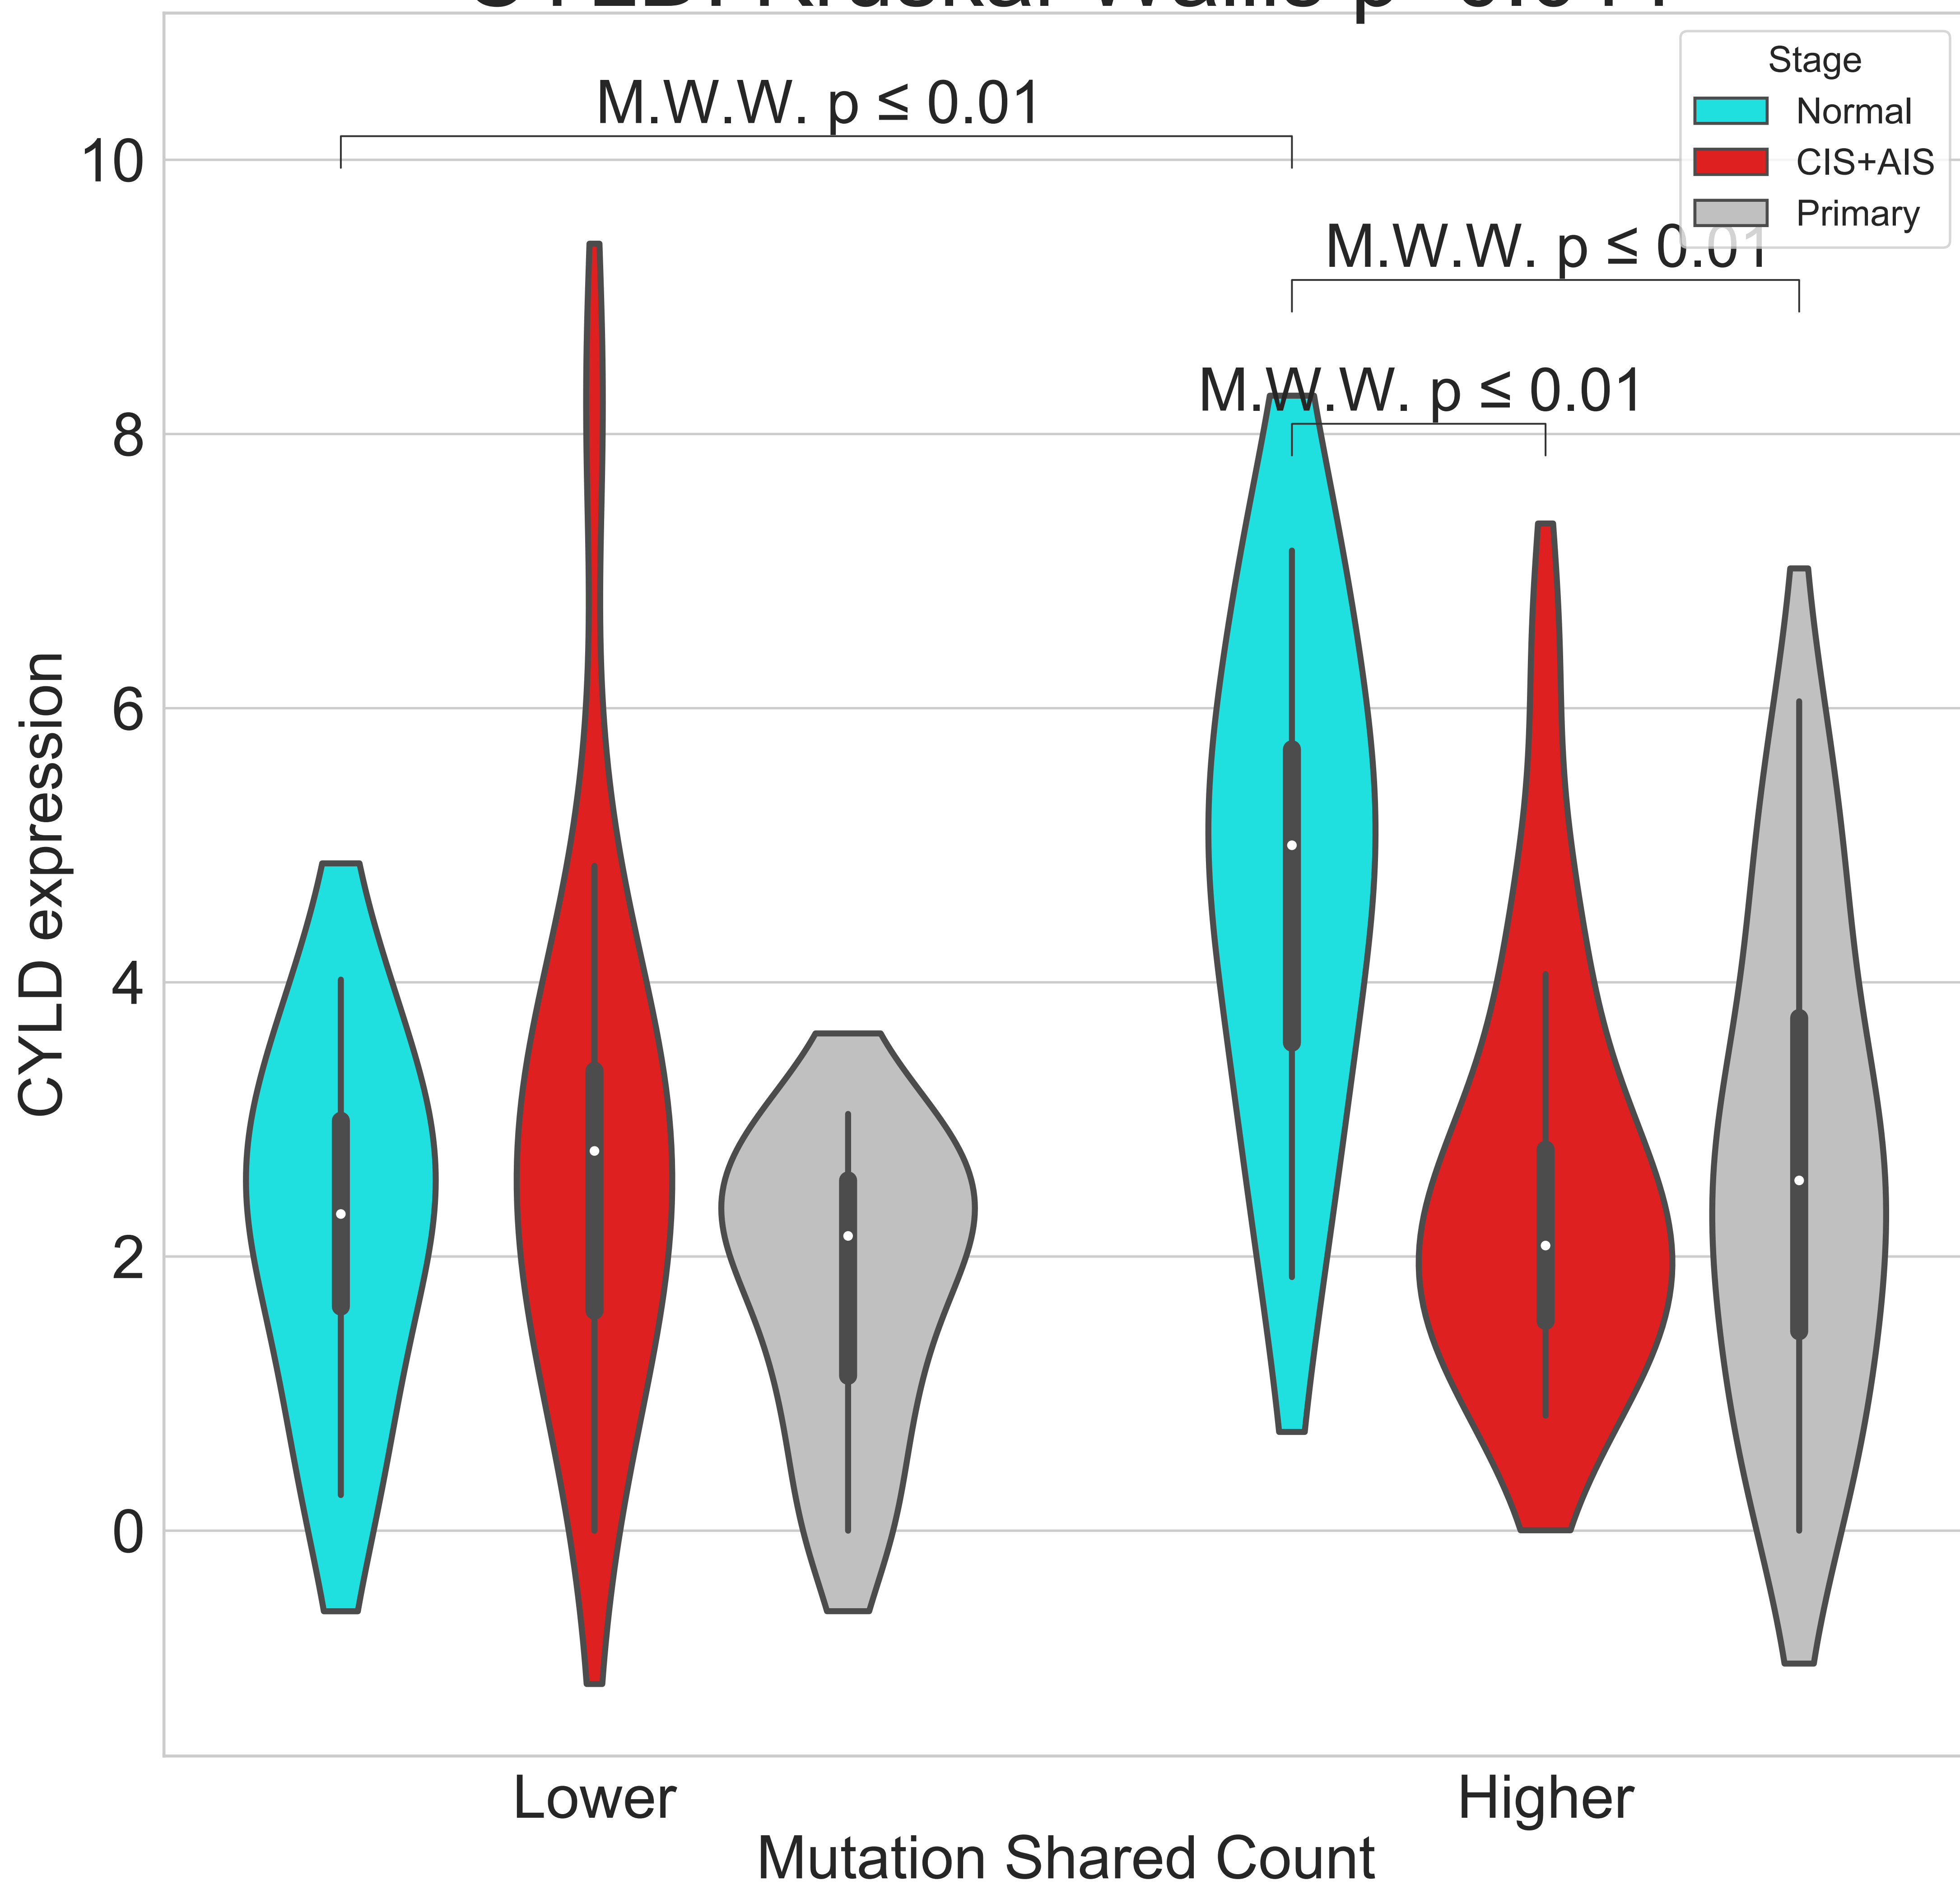 M.W.W. p ≤ 0.01
Stage
Normal
CIS+AIS
Primary
M.W.W. p ≤ 0.01
M.W.W. p ≤ 0.01
10
8
6
4
2
0
CYLD expression
Lower
Higher
Mutation Shared Count